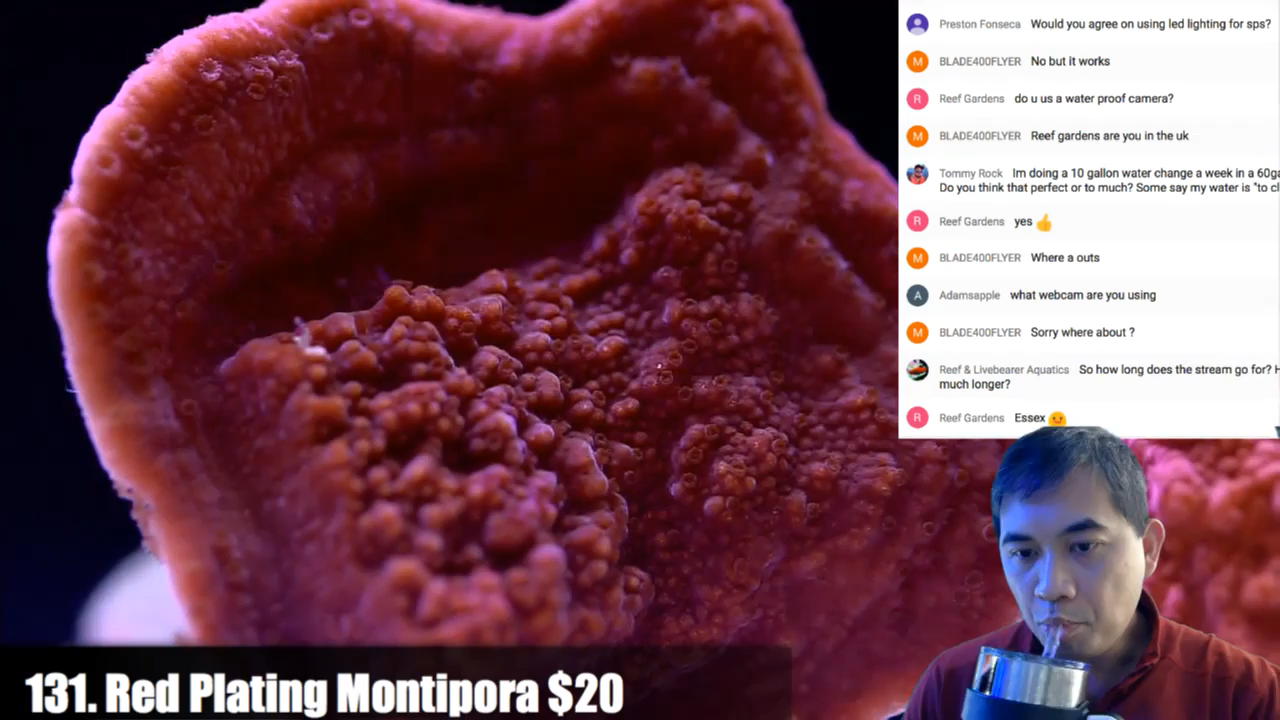 Preston Fonseca Would you agree on using led lighting for sps?
M BLADE400FLYER No but it works
R Reef Gardens do u us a water proof camera?
M BLADE400FLYER Reef gardens are you in the uk
Tommy Rock Im doing a 10 gallon water change a week in a 60ga
Do you think that perfect or to much? Some say my water is "to cl
R Reef Gardens yes 👍
M BLADE400FLYER Where a outs
A Adamsapple what webcam are you using
M BLADE400FLYER Sorry where about ?
Reef & Livebearer Aquatics So how long does the stream go for? H
much longer?
R Reef Gardens Essex
131. Red Plating Montipora $20